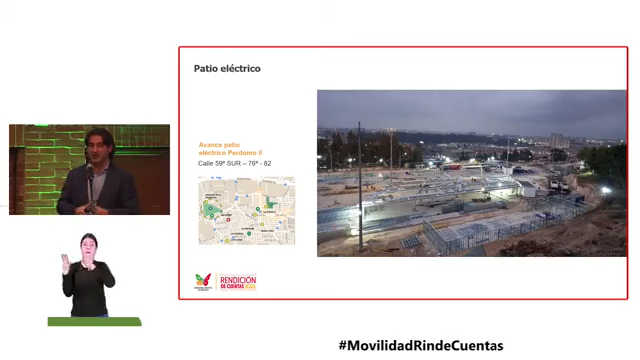 Patio eléctrico
Avance patio
eléctrico Perdomo II
Calle 59ª SUR – 76ª - 82
RENDICIÓN
DE CUENTAS
#MovilidadRindeCuentas